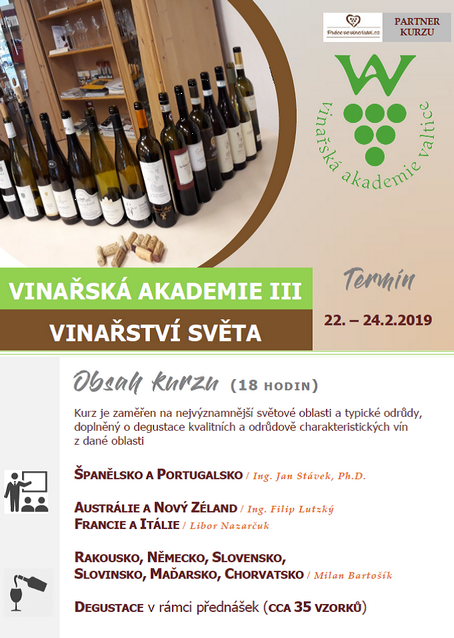 PARTNER
KURZU
vinařská akademie valtice
Termín
22. – 24.2.2019
VINAŘSKÁ AKADEMIE III
VINAŘSTVÍ SVĚTA
Obsah kurzu (18 HODIN)
Kurz je zaměřen na nejvýznamnější světové oblasti a typické odrůdy,
doplněný o degustace kvalitních a odrůdově charakteristických vín
z dané oblasti
ŠPANĚLSKO A PORTUGALSKO / Ing. Jan Stávek, Ph.D.
AUSTRÁLIE A NOVÝ ZÉLAND / Ing. Filip Lutzký
FRANCIE A ITÁLIE / Libor Nazarčuk
RAKOUSKO, NĚMECKO, SLOVENSKO,
SLOVINSKO, MAĎARSKO, CHORVATSKO / Milan Bartošík
DEGUSTACE v rámci přednášek (CCA 35 VZORKŮ)